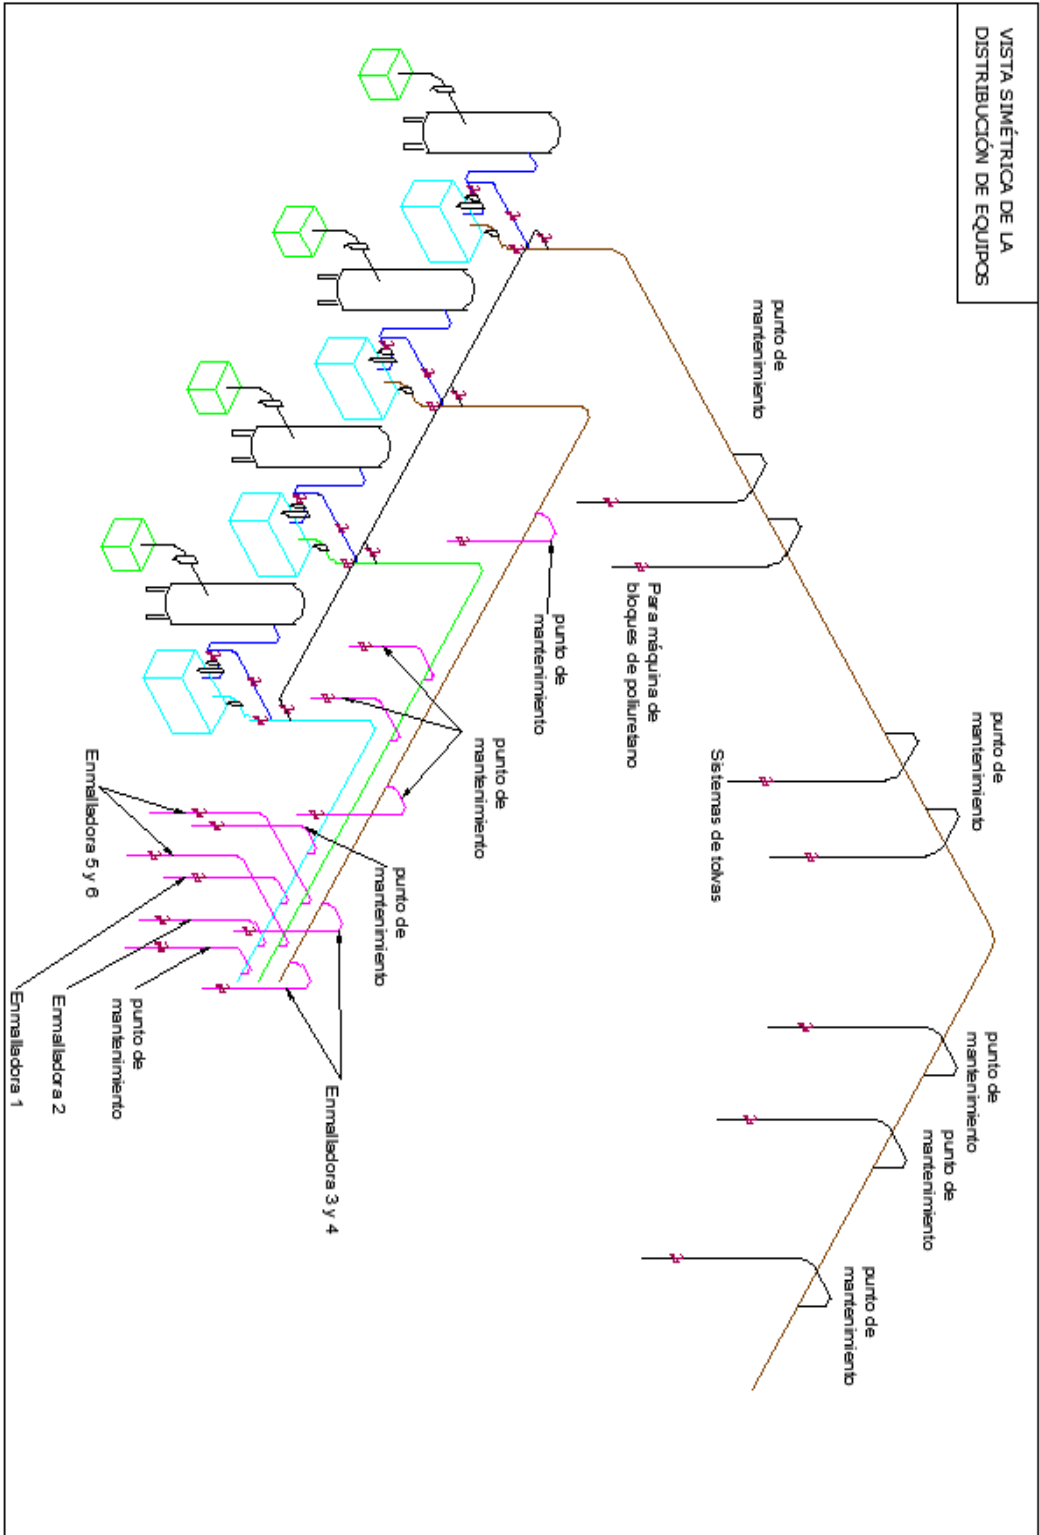 VISTA SIMÉTRICA DE LA
DISTRIBUCIÓN DE EQUIPOS
punto de
mantenimiento
punto de
mantenimiento
Para máquina de
bloques de poliuretano
Sistemas de tolvas
punto de
mantenimiento
punto de
mantenimiento
punto de
mantenimiento
punto de
mantenimiento
punto de
mantenimiento
punto de
mantenimiento
punto de
mantenimiento
Enmalladora 3 y 4
Enmalladora 5 y 6
punto de
mantenimiento
Enmalladora 2
Enmalladora 1